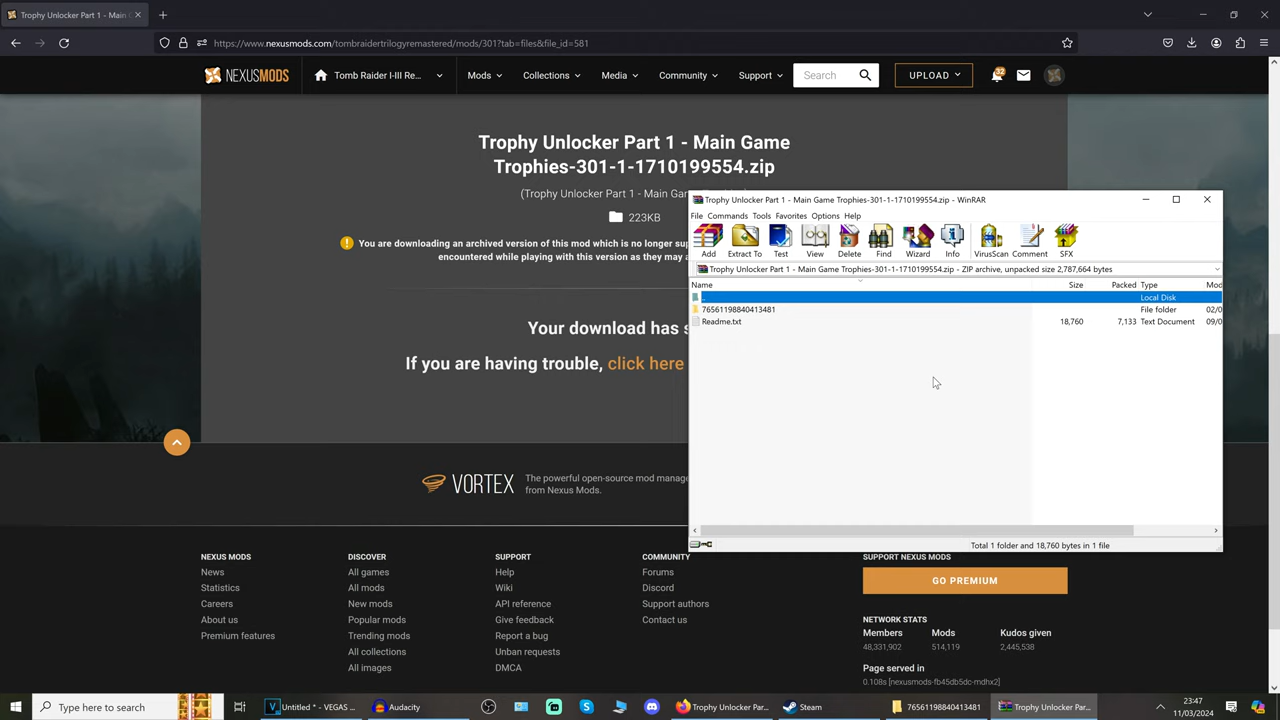 Trophy Unlocker Part 1 - Main G
https://www.nexusmods.com/tombraidertrilogyremastered/mods/301?tab=files&file_id=581
NEXUSMODS
Tomb Raider I-III Re...
Mods
Collections
Media
Community
Support
Search
UPLOAD
32
Trophy Unlocker Part 1 - Main Game
Trophies-301-1-1710199554.zip
(Trophy Unlocker Part 1 - Main Ga
223KB
You are downloading an archived version of this mod which is no longer sup
encountered while playing with this version as they may a
Your download has s
If you are having trouble, click here
Trophy Unlocker Part 1 - Main Game Trophies-301-1-1710199554.zip - WinRAR
File Commands Tools Favorites Options Help
Add Extract To Test View Delete Find Wizard Info VirusScan Comment SFX
Trophy Unlocker Part 1 - Main Game Trophies-301-1-1710199554.zip - ZIP archive, unpacked size 2,787,664 bytes
Name Size Packed Type Mod
.. Local Disk
76561198840413481 File folder 02/0
Readme.txt 18,760 7,133 Text Document 09/0
Total 1 folder and 18,760 bytes in 1 file
VORTEX
The powerful open-source mod manage
from Nexus Mods.
NEXUS MODS
News
Statistics
Careers
About us
Premium features
DISCOVER
All games
All mods
New mods
Popular mods
Trending mods
All collections
All images
SUPPORT
Help
Wiki
API reference
Give feedback
Report a bug
Unban requests
DMCA
COMMUNITY
Forums
Discord
Support authors
Contact us
SUPPORT NEXUS MODS
GO PREMIUM
NETWORK STATS
Members Mods Kudos given
48,331,902 514,119 2,445,538
Page served in
0.108s [nexusmods-fb45db5dc-mdhx2]
Type here to search
Untitled * - VEGAS ...
Audacity
Trophy Unlocker Par...
Steam
76561198840413481
Trophy Unlocker Par...
23:47
11/03/2024